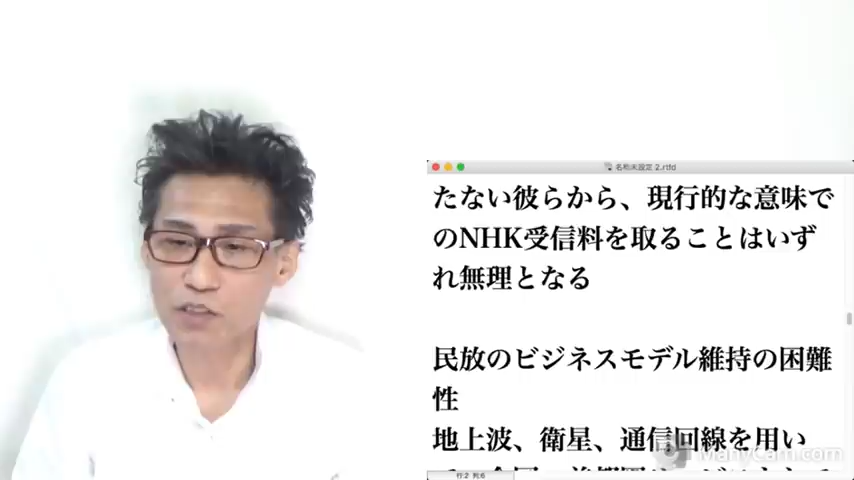 名称未設定 2.rtfd
たない彼らから、現行的な意味で
のNHK受信料を取ることはいず
れ無理となる
民放のビジネスモデル維持の困難
性
地上波、衛星、通信回線を用い
ManyCam.com